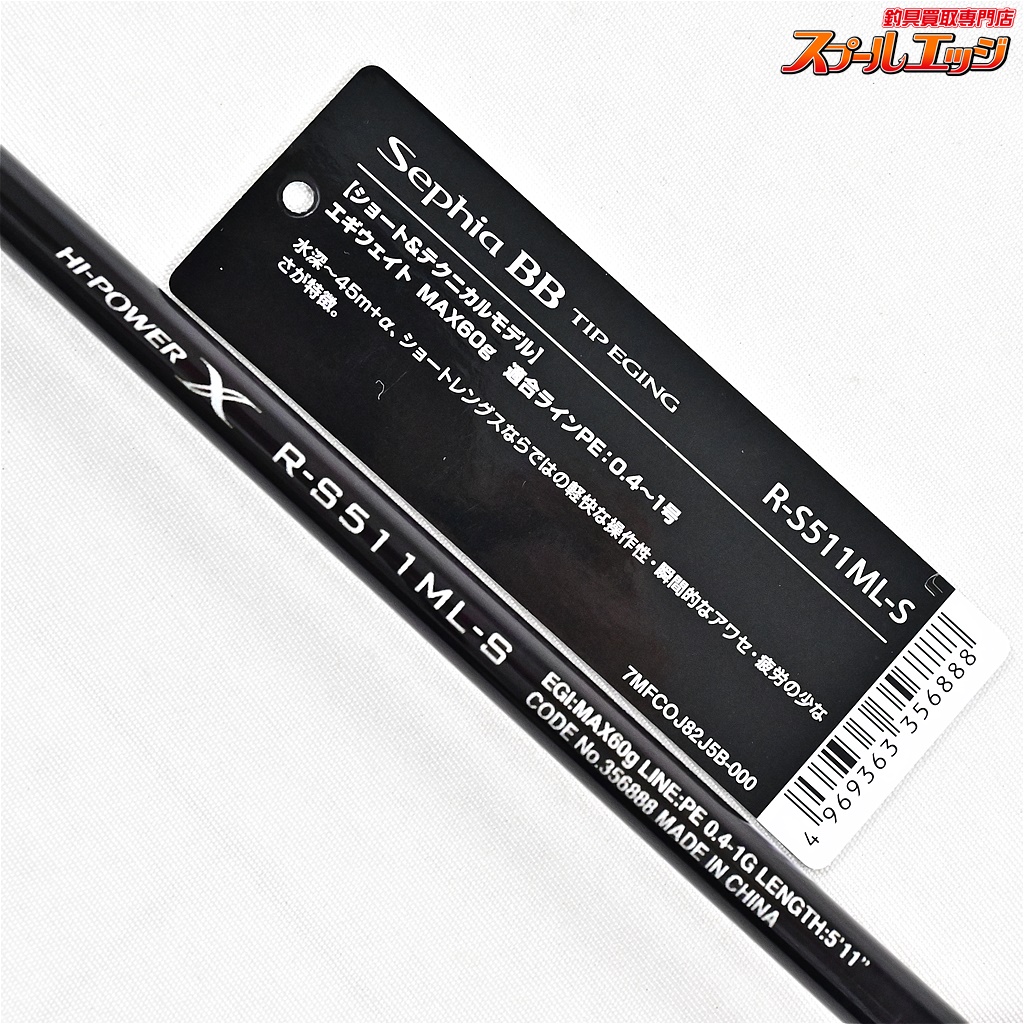 釣具買取専門店
スプールエッジ
Sephia BB TIP EGING
R-S511ML-S
【ショート&テクニカルモデル】
エギウェイト MAX60g 適合ラインPE:0.4~1号
水深~45m+α、ショートレングスならではの軽快な操作性・瞬間的なアワセ・疲労の少な
さが特徴。
7MFCOJ82J5B-000
4 969363 356888
HI-POWER X R-S511ML-S
EGI:MAX60g LINE:PE 0.4-1G LENGTH:5'11"
CODE No.356888 MADE IN CHINA